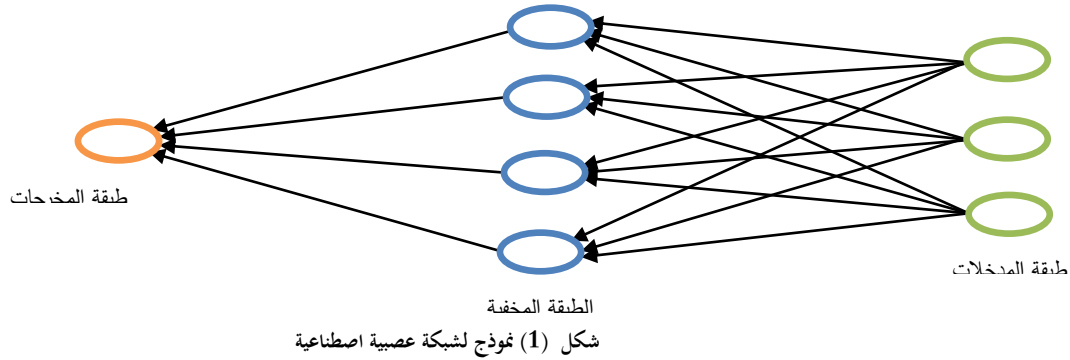 طبقة المخرجات
طبقة المدخلات
الطبقة المخفية
شكل (1) نموذج لشبكة عصبية اصطناعية